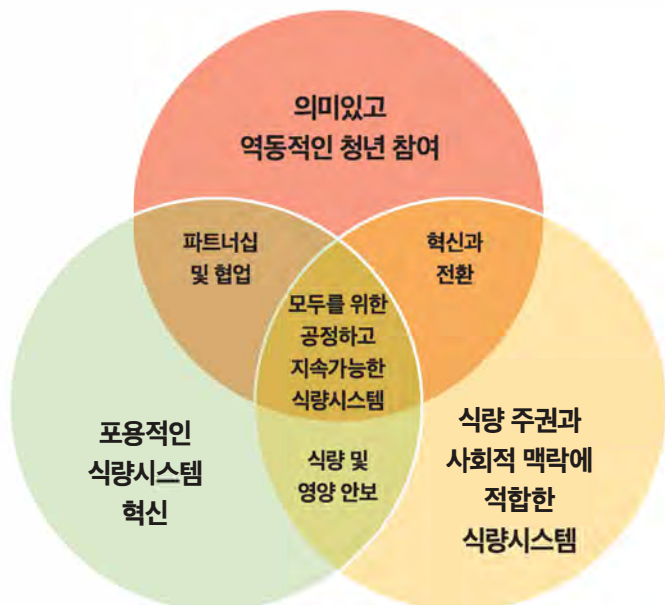 의미있고
역동적인 청년 참여
파트너십
및 협업
혁신과
전환
모두를 위한
공정하고
지속가능한
식량시스템
포용적인
식량시스템
혁신
식량 및
영양 안보
식량 주권과
사회적 맥락에
적합한
식량시스템